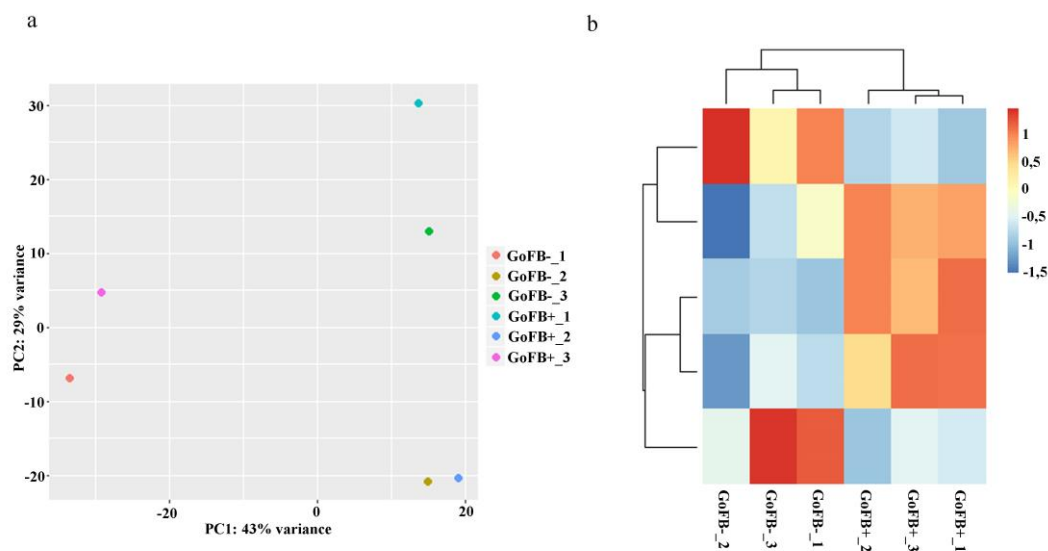 a
30
20
10
0
-10
-20
PC2: 29% variance
-20
0
20
PC1: 43% variance
GoFB-_1
GoFB-_2
GoFB-_3
GoFB+_1
GoFB+_2
GoFB+_3
b
1
0,5
0
-0,5
-1
-1,5
GoFB-_2
GoFB-_3
GoFB-_1
GoFB+_2
GoFB+_3
GoFB+_1